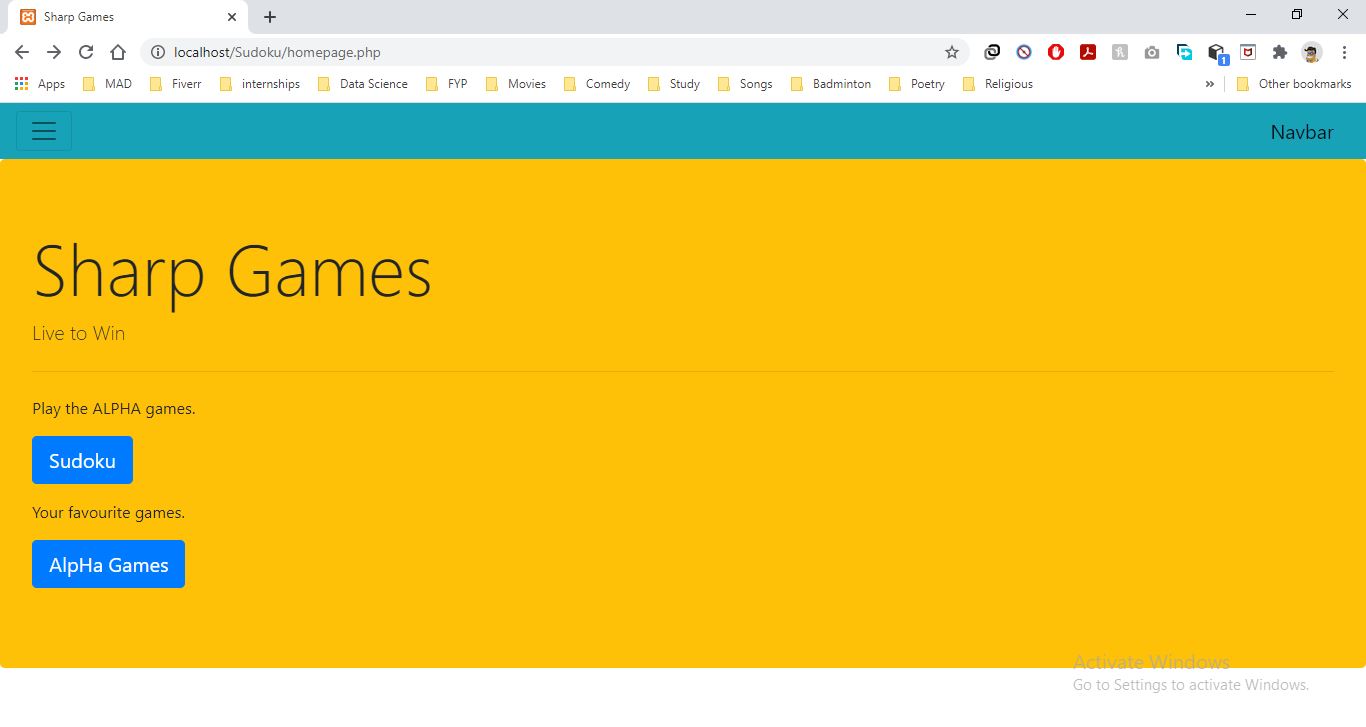 Sharp Games
localhost/Sudoku/homepage.php
1
Apps MAD Fiverr internships Data Science FYP Movies Comedy Study Songs Badminton Poetry Religious » Other bookmarks
Navbar
Sharp Games
Live to Win
Play the ALPHA games.
Sudoku
Your favourite games.
AlpHa Games
Activate Windows
Go to Settings to activate Windows.